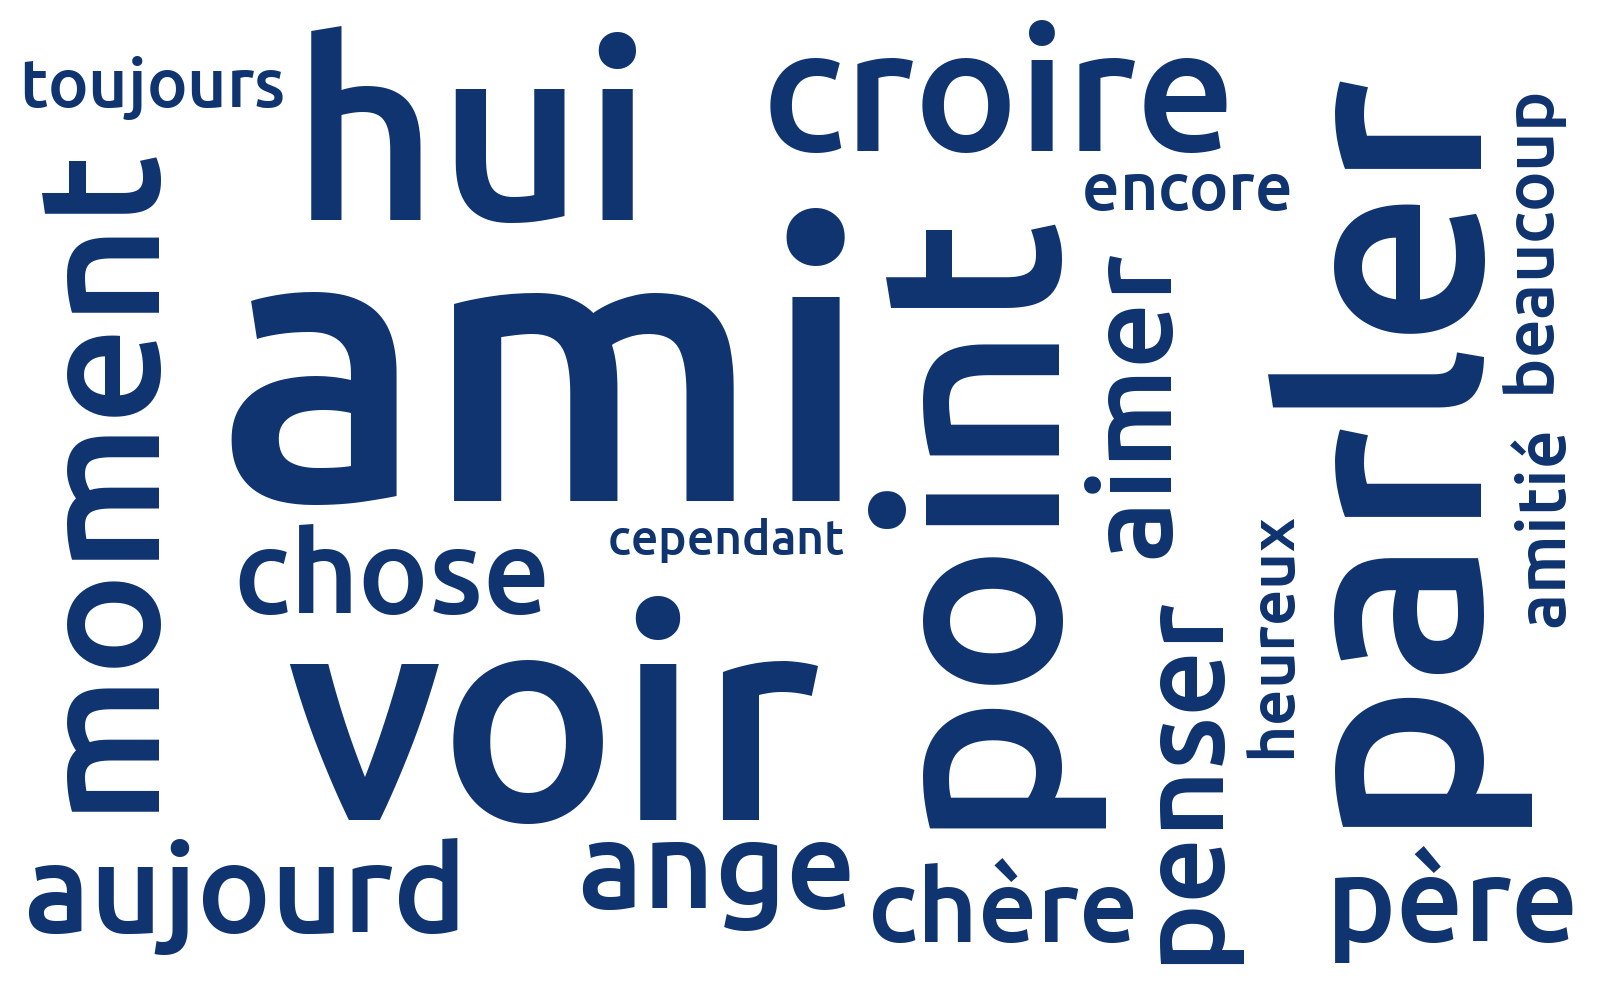 toujours
hui
croire
encore
moment
ami
point
aimer
parler
beaucoup
amitié
chose
cependant
heureux
voir
penser
aujourd
ange
chère
père